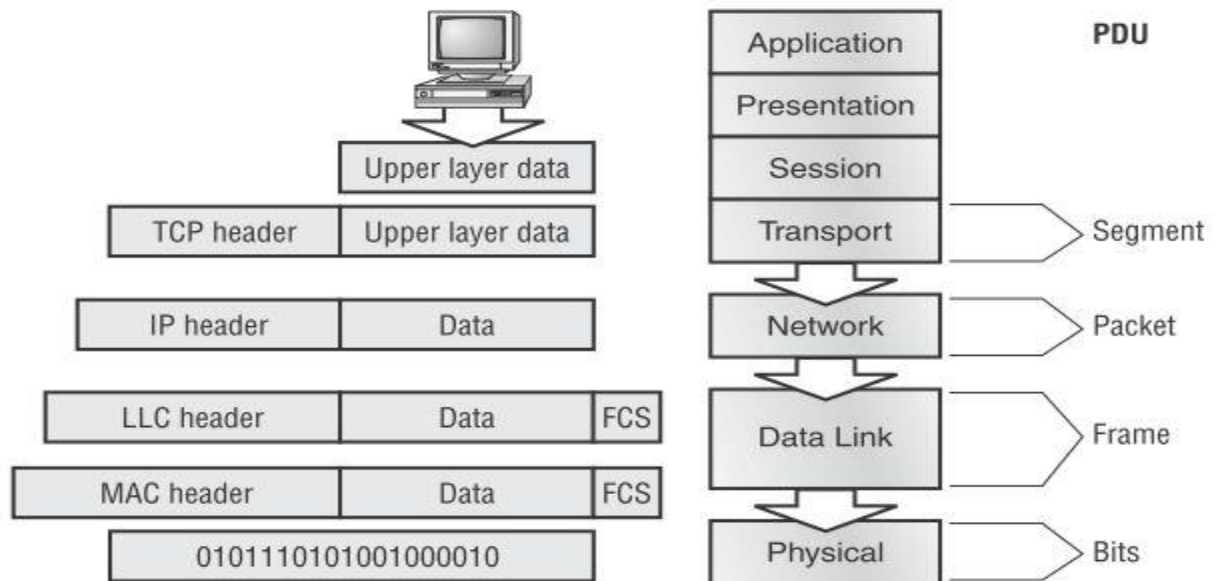 Application
PDU
Presentation
Upper layer data
Session
TCP header
Upper layer data
Transport
Segment
IP header
Data
Network
Packet
LLC header
Data
FCS
Data Link
Frame
MAC header
Data
FCS
0101110101001000010
Physical
Bits